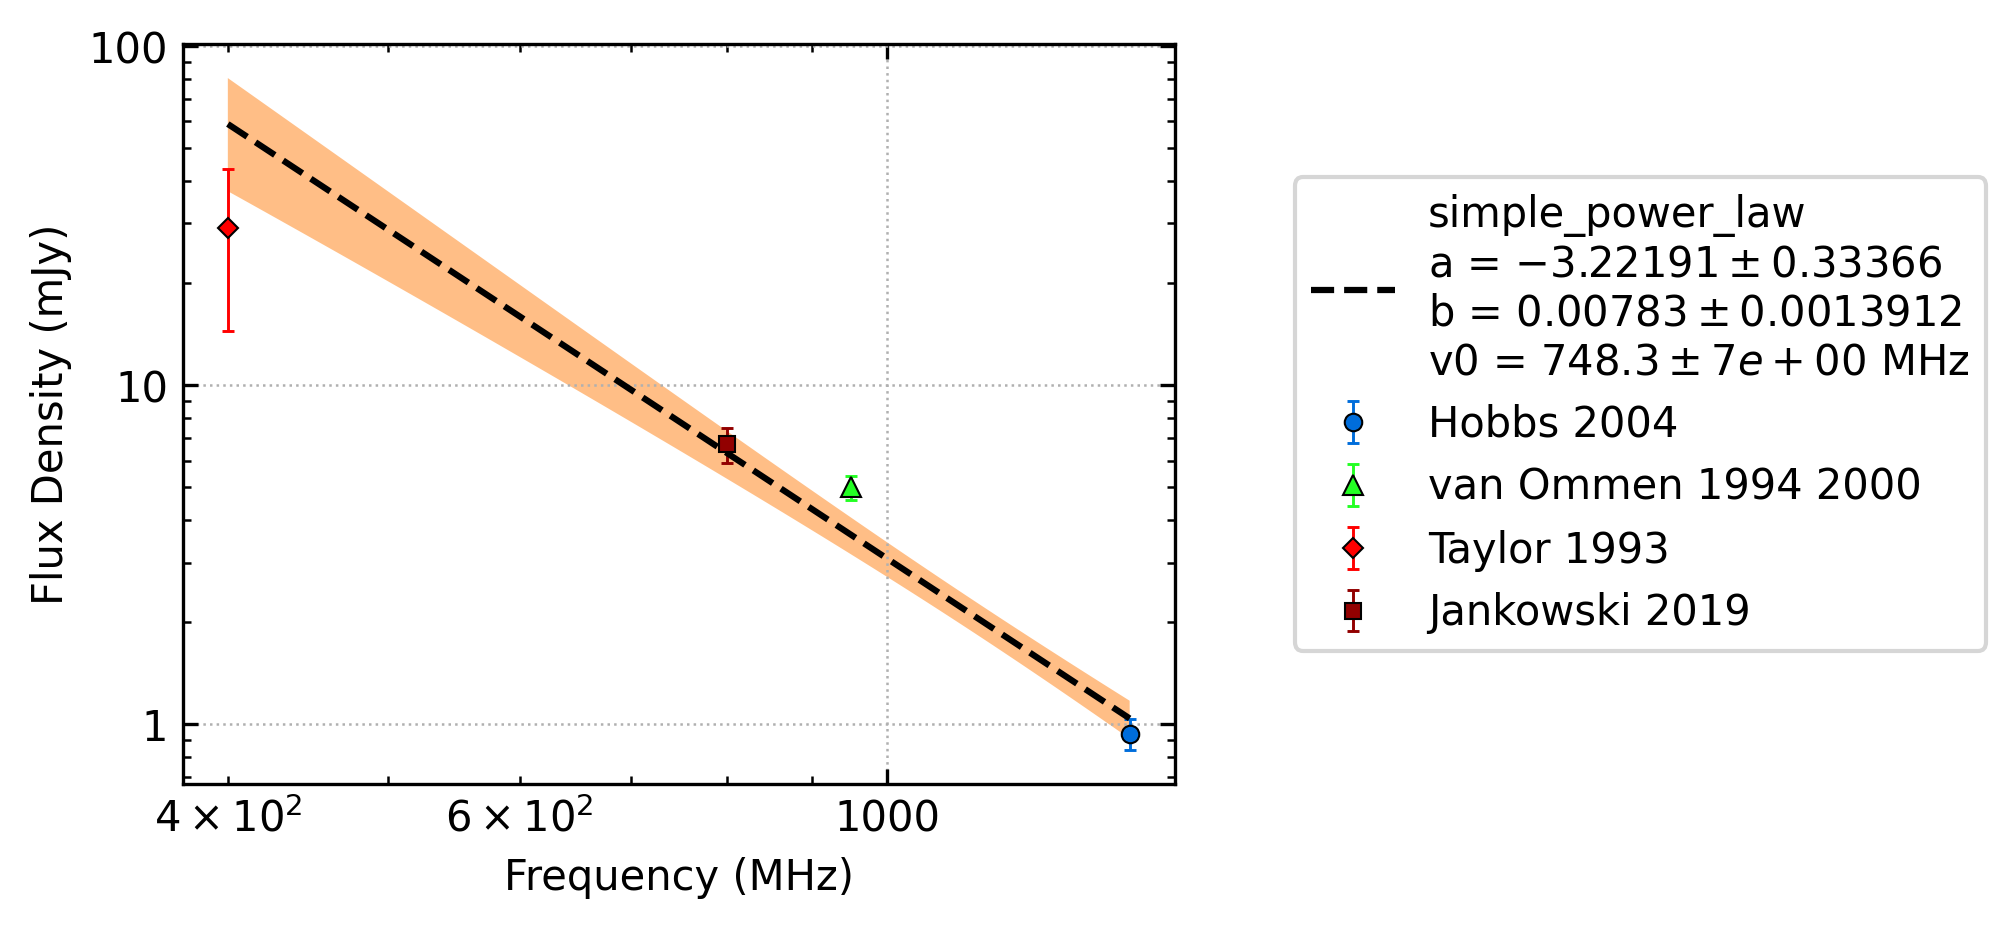 100
10
1
Flux Density (mJy)
4 × 10²
6 × 10²
1000
Frequency (MHz)
simple_power_law
a = −3.22191 ± 0.33366
b = 0.00783 ± 0.0013912
v0 = 748.3 ± 7e + 00 MHz
Hobbs 2004
van Ommen 1994 2000
Taylor 1993
Jankowski 2019